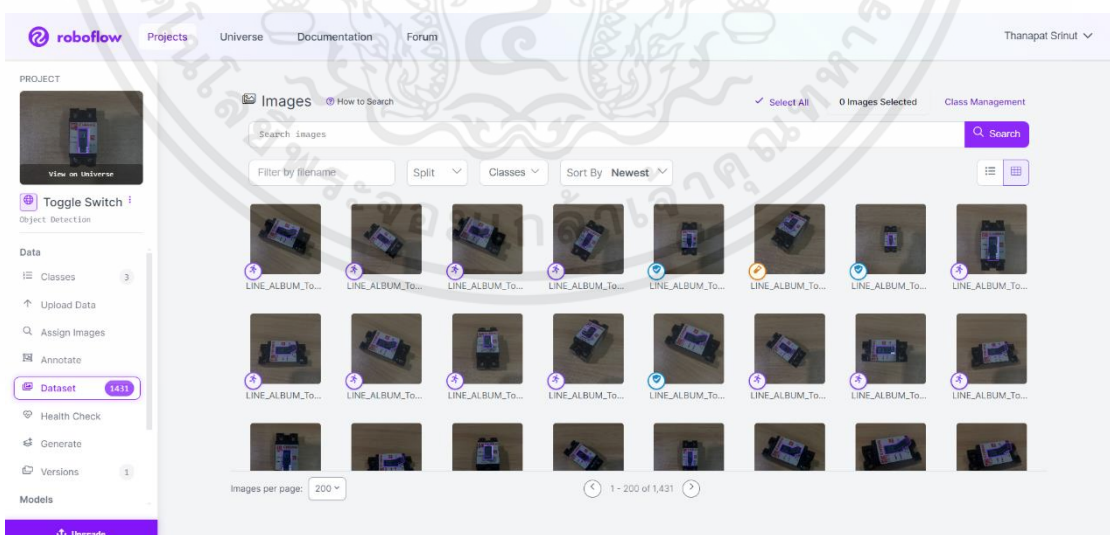 roboflow Projects Universe Documentation Forum Thanapat Srinut
PROJECT
View on Universe
Toggle Switch
Object Detection
Data
Classes 3
Upload Data
Assign Images
Annotate
Dataset 1431
Health Check
Generate
Versions 1
Models
Upgrade
Images How to Search Select All 0 Images Selected Class Management
Search images Search
Filter by filename Split Classes Sort By Newest
LINE_ALBUM_To... LINE_ALBUM_To... LINE_ALBUM_To... LINE_ALBUM_To... LINE_ALBUM_To... LINE_ALBUM_To... LINE_ALBUM_To... LINE_ALBUM_To...
LINE_ALBUM_To... LINE_ALBUM_To... LINE_ALBUM_To... LINE_ALBUM_To... LINE_ALBUM_To... LINE_ALBUM_To... LINE_ALBUM_To... LINE_ALBUM_To...
Images per page: 200 1 - 200 of 1,431